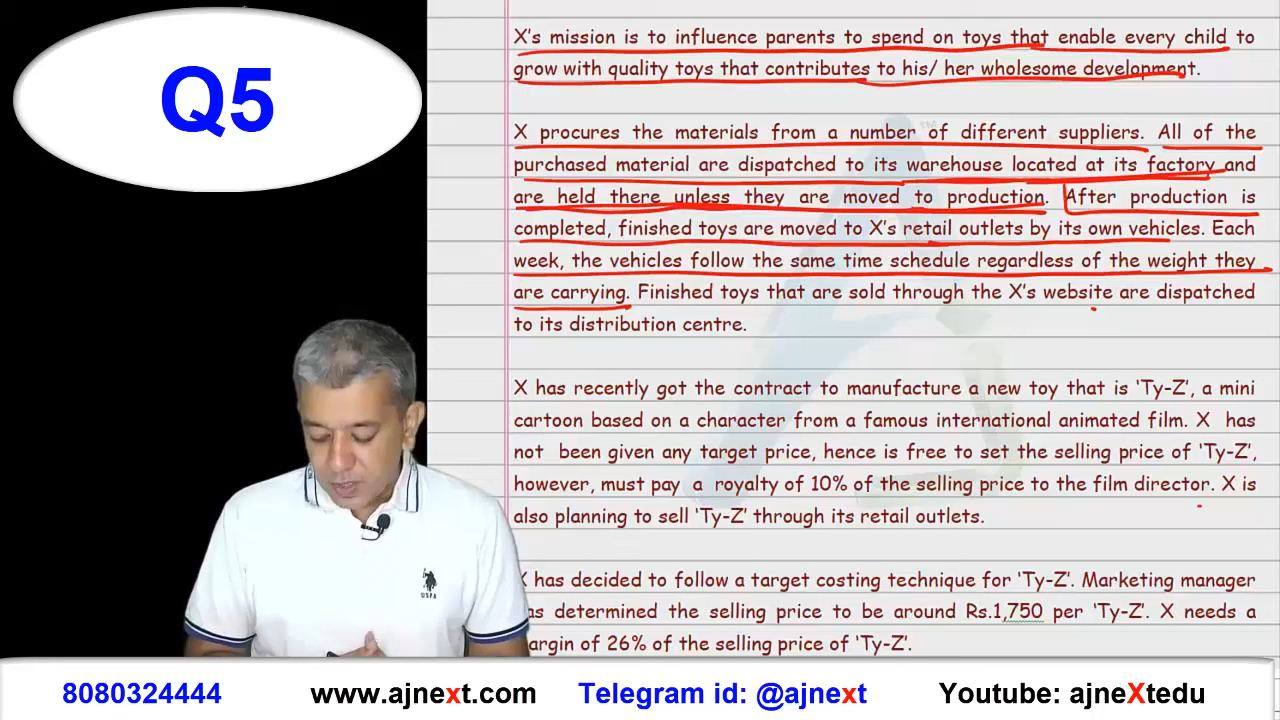 Q5
X's mission is to influence parents to spend on toys that enable every child to
grow with quality toys that contributes to his/ her wholesome development.
X procures the materials from a number of different suppliers. All of the
purchased material are dispatched to its warehouse located at its factory and
are held there unless they are moved to production. After production is
completed, finished toys are moved to X's retail outlets by its own vehicles. Each
week, the vehicles follow the same time schedule regardless of the weight they
are carrying. Finished toys that are sold through the X's website are dispatched
to its distribution centre.
X has recently got the contract to manufacture a new toy that is 'Ty-Z', a mini
cartoon based on a character from a famous international animated film. X has
not been given any target price, hence is free to set the selling price of 'Ty-Z',
however, must pay a royalty of 10% of the selling price to the film director. X is
also planning to sell 'Ty-Z' through its retail outlets.
X has decided to follow a target costing technique for 'Ty-Z'. Marketing manager
determined the selling price to be around Rs.1,750 per 'Ty-Z'. X needs a
of 26% of the selling price of 'Ty-Z'.
USPA
TM
8080324444
www.ajnext.com
Telegram id: @ajnext
Youtube: ajneXtedu